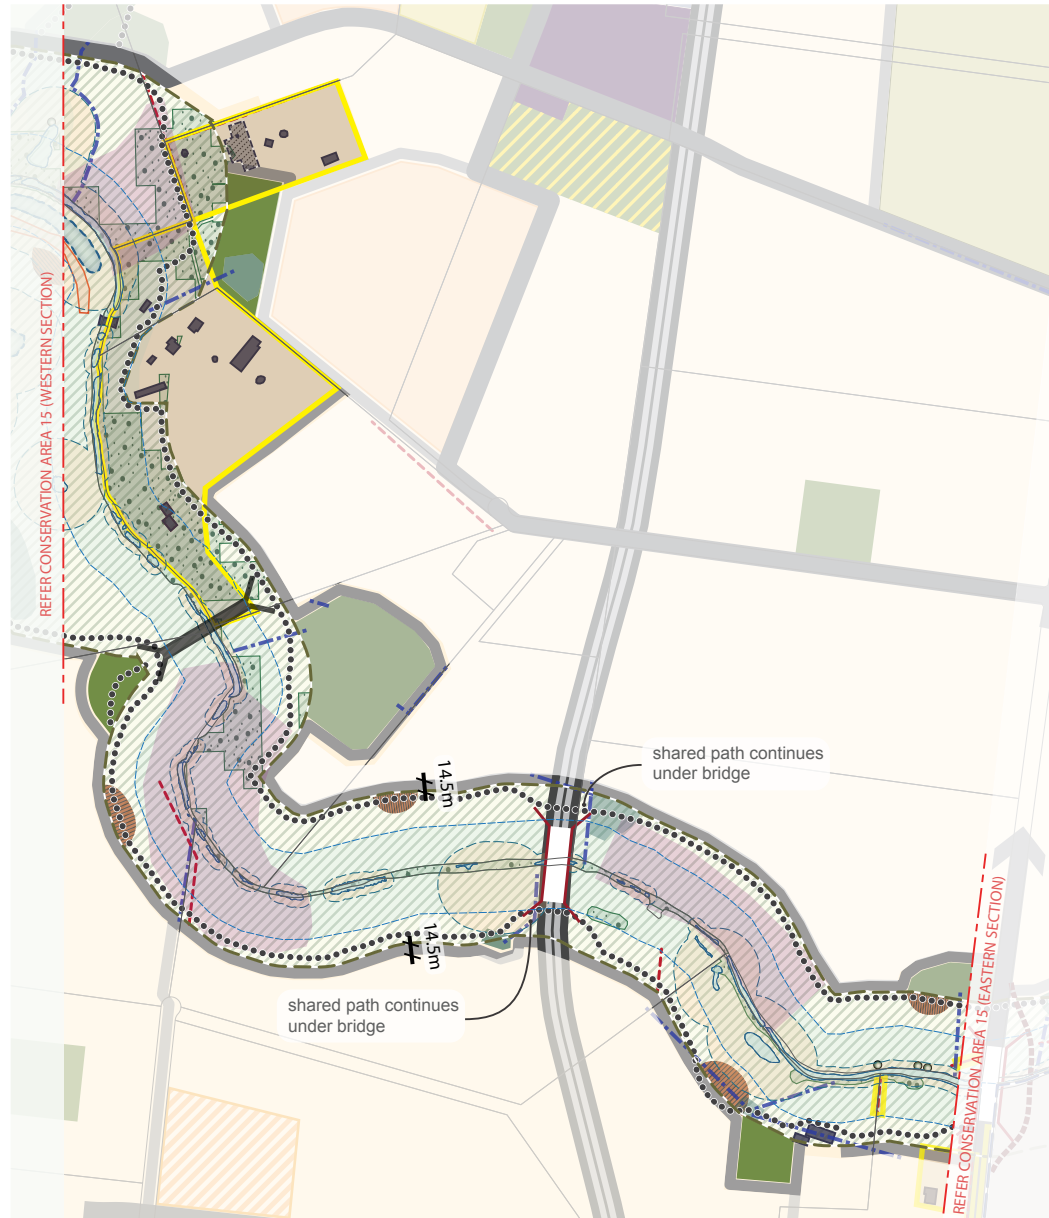 REFER CONSERVATION AREA 15 (WESTERN SECTION)
shared path continues
under bridge
14.5m
14.5m
shared path continues
under bridge
REFER CONSERVATION AREA 15 (EASTERN SECTION)